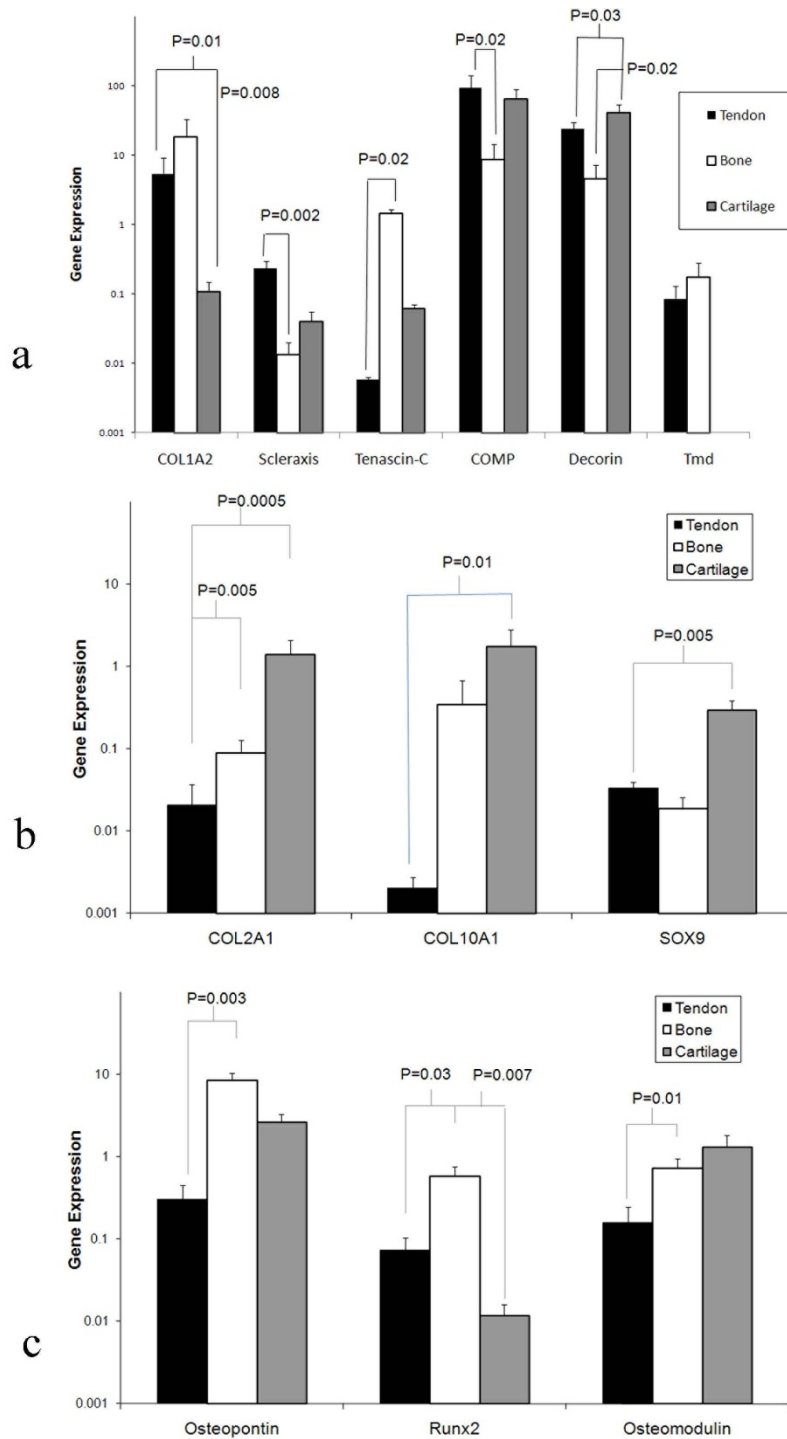 P=0.01
P=0.008
P=0.002
P=0.02
P=0.02
P=0.03
P=0.02
Gene Expression
100
10
1
0.1
0.01
0.001
Tendon
Bone
Cartilage
COL1A2 Scleraxis Tenascin-C COMP Decorin Tmd
a
P=0.0005
P=0.005
P=0.01
P=0.005
Gene Expression
10
1
0.1
0.01
0.001
Tendon
Bone
Cartilage
COL2A1 COL10A1 SOX9
b
P=0.003
P=0.03 P=0.007
P=0.01
Gene Expression
10
1
0.1
0.01
0.001
Tendon
Bone
Cartilage
Osteopontin Runx2 Osteomodulin
c